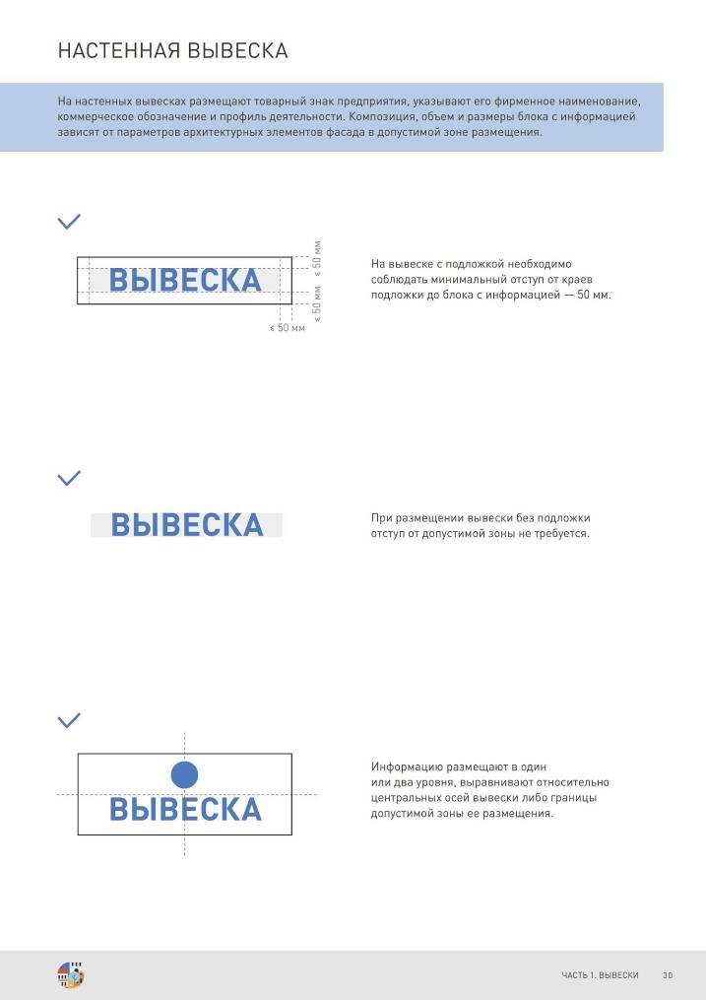 НАСТЕННАЯ ВЫВЕСКА
На настенных вывесках размещают товарный знак предприятия, указывают его фирменное наименование,
коммерческое обозначение и профиль деятельности. Композиция, объем и размеры блока с информацией
зависят от параметров архитектурных элементов фасада в допустимой зоне размещения.
ВЫВЕСКА
⩽ 50 мм
⩽ 50 мм
⩽ 50 мм
На вывеске с подложкой необходимо
соблюдать минимальный отступ от краев
подложки до блока с информацией — 50 мм.
ВЫВЕСКА
При размещении вывески без подложки
отступ от допустимой зоны не требуется.
ВЫВЕСКА
Информацию размещают в один
или два уровня, выравнивают относительно
центральных осей вывески либо границы
допустимой зоны ее размещения.
ЧАСТЬ 1. ВЫВЕСКИ 30